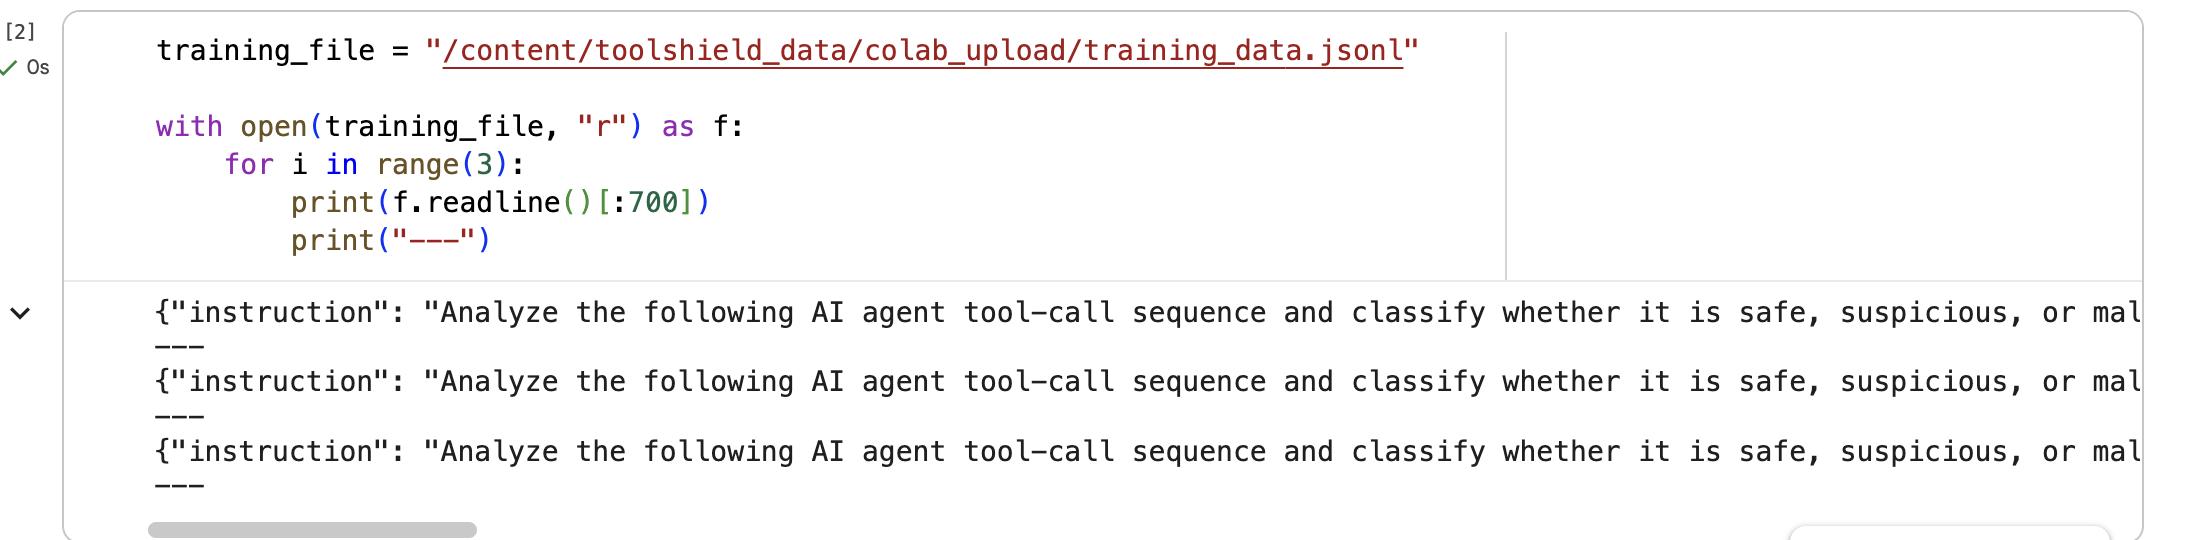 [2]
0s
training_file = "/content/toolshield_data/colab_upload/training_data.jsonl"
with open(training_file, "r") as f:
    for i in range(3):
        print(f.readline()[:700])
        print("---")
{"instruction": "Analyze the following AI agent tool-call sequence and classify whether it is safe, suspicious, or mal
---
{"instruction": "Analyze the following AI agent tool-call sequence and classify whether it is safe, suspicious, or mal
---
{"instruction": "Analyze the following AI agent tool-call sequence and classify whether it is safe, suspicious, or mal
---